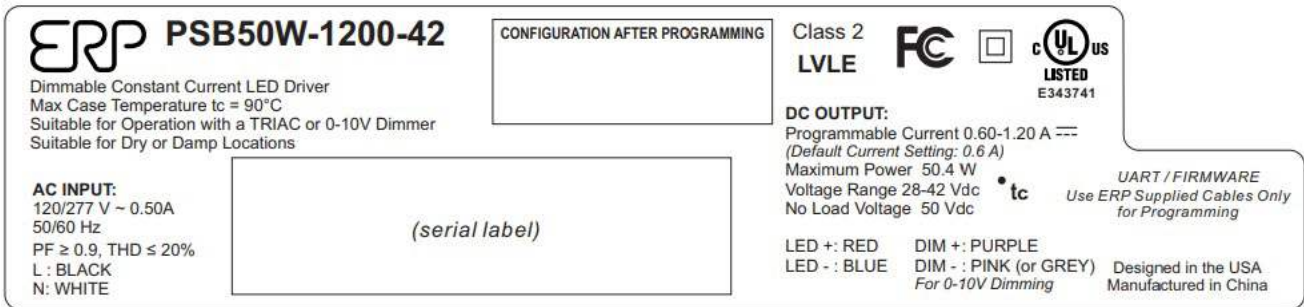 ERP PSB50W-1200-42
Dimmable Constant Current LED Driver
Max Case Temperature tc = 90°C
Suitable for Operation with a TRIAC or 0-10V Dimmer
Suitable for Dry or Damp Locations
AC INPUT:
120/277 V ~ 0.50A
50/60 Hz
PF ≥ 0.9, THD ≤ 20%
L : BLACK
N: WHITE
CONFIGURATION AFTER PROGRAMMING
(serial label)
Class 2
LVLE
FC
C UL US
LISTED
E343741
DC OUTPUT:
Programmable Current 0.60-1.20 A ⎓
(Default Current Setting: 0.6 A)
Maximum Power 50.4 W
Voltage Range 28-42 Vdc
No Load Voltage 50 Vdc
• tc
LED +: RED DIM +: PURPLE
LED - : BLUE DIM - : PINK (or GREY)
For 0-10V Dimming
UART / FIRMWARE
Use ERP Supplied Cables Only
for Programming
Designed in the USA
Manufactured in China